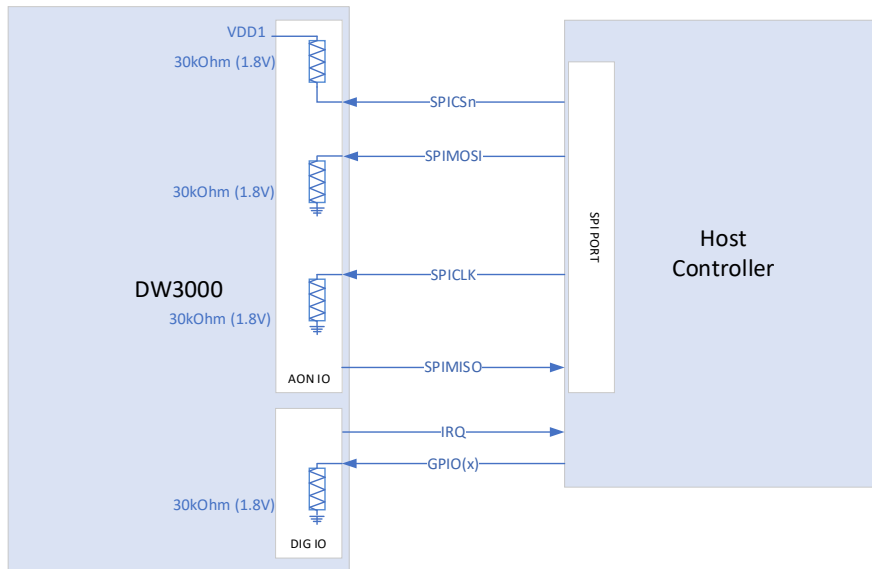 VDD1
30kOhm (1.8V)
SPICSn
SPIMOSI
30kOhm (1.8V)
SPI PORT
Host
Controller
SPICLK
DW3000
30kOhm (1.8V)
SPIMISO
AON IO
IRQ
GPIO(x)
30kOhm (1.8V)
DIG IO